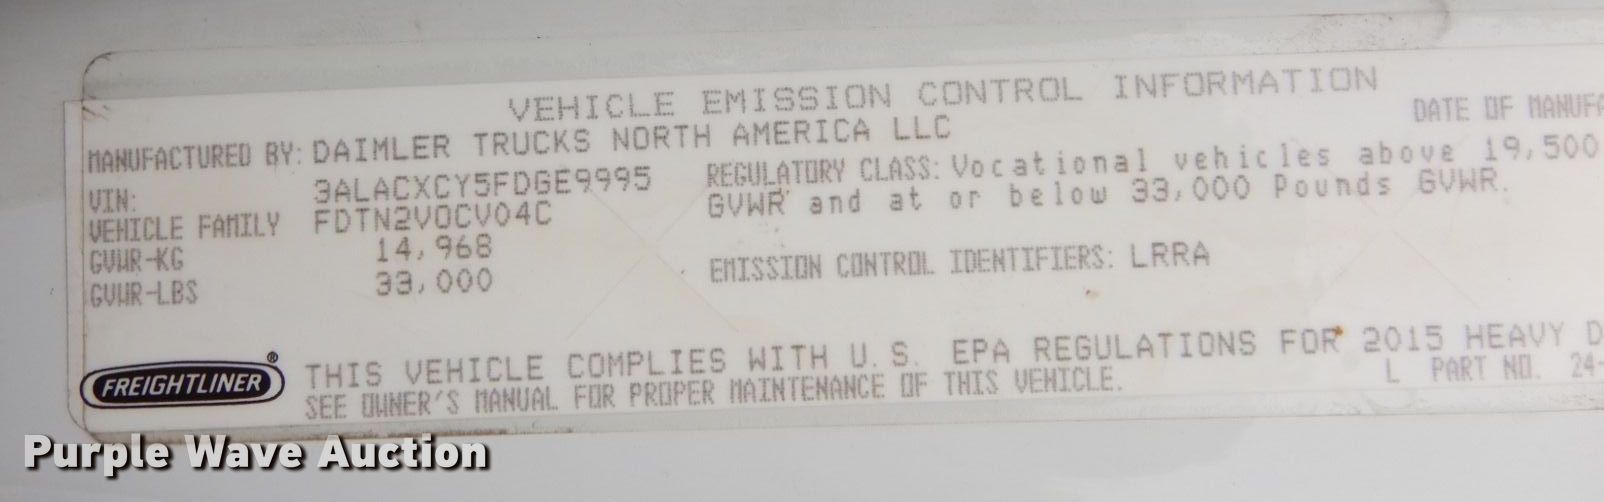 VEHICLE EMISSION CONTROL INFORMATION
DATE OF MANUFA
MANUFACTURED BY: DAIMLER TRUCKS NORTH AMERICA LLC
VIN: 3ALACXCY5FDGE9995
REGULATORY CLASS: Vocational vehicles above 19,500
VEHICLE FAMILY FDTN2VOCV04C
GVWR and at or below 33,000 Pounds GVWR.
GVWR-KG 14,968
EMISSION CONTROL IDENTIFIERS: LRRA
GVWR-LBS 33,000
FREIGHTLINER®
THIS VEHICLE COMPLIES WITH U.S. EPA REGULATIONS FOR 2015 HEAVY D
SEE OWNER'S MANUAL FOR PROPER MAINTENANCE OF THIS VEHICLE.
L PART NO. 24-
Purple Wave Auction